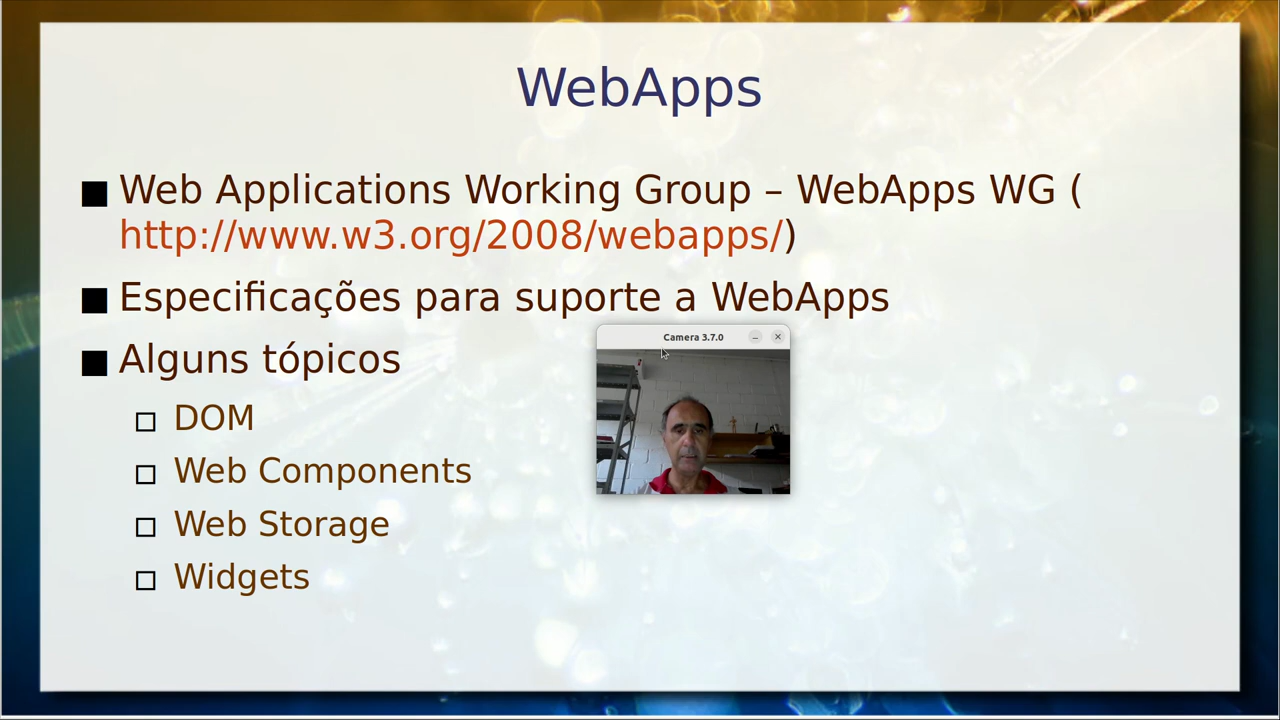 WebApps
Web Applications Working Group – WebApps WG (
http://www.w3.org/2008/webapps/)
Especificações para suporte a WebApps
Alguns tópicos
Camera 3.7.0
DOM
Web Components
Web Storage
Widgets